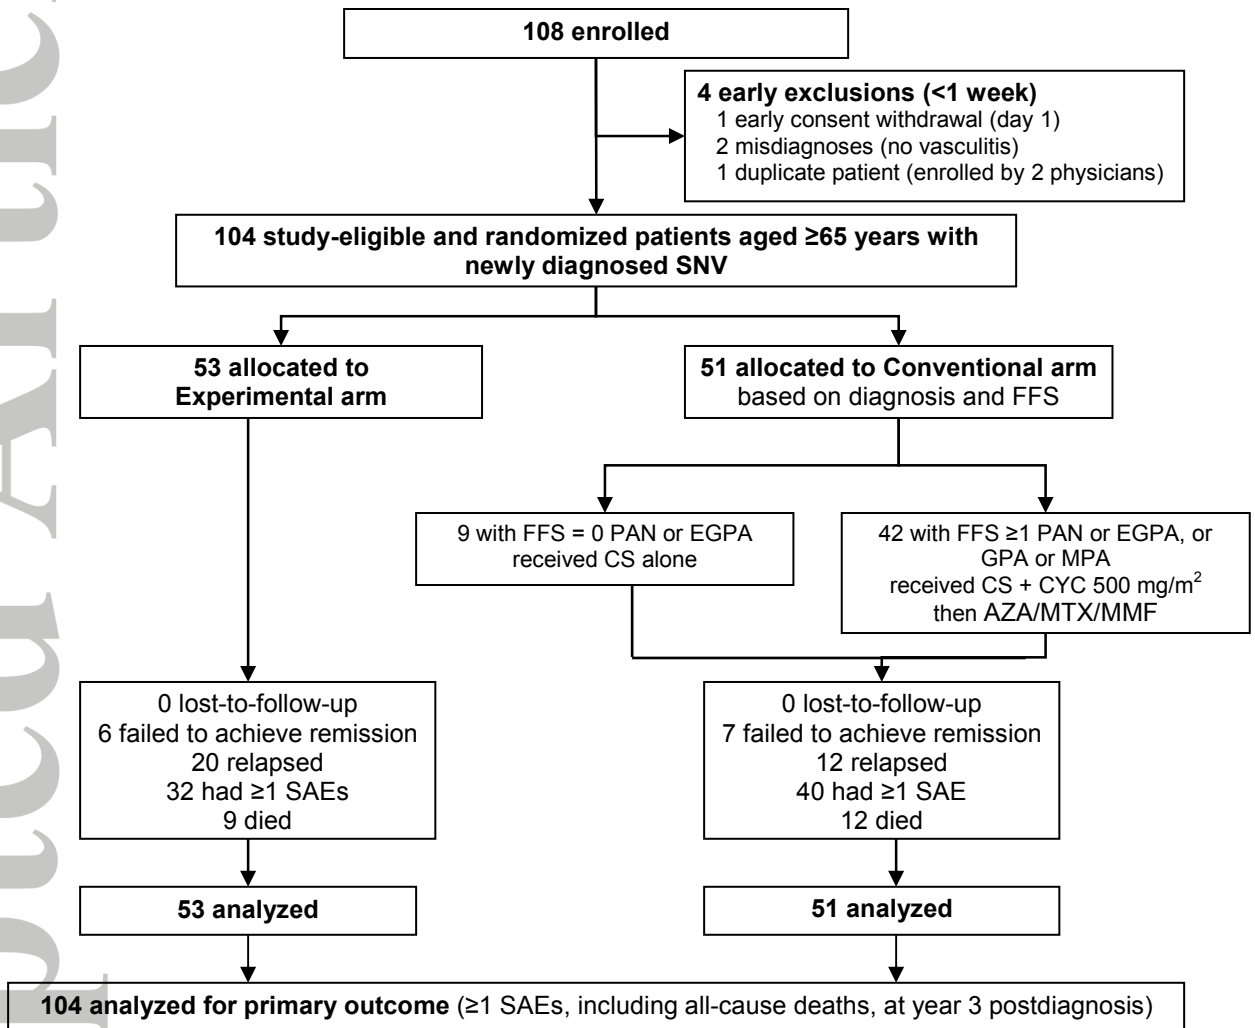 108 enrolled
4 early exclusions (<1 week)
1 early consent withdrawal (day 1)
2 misdiagnoses (no vasculitis)
1 duplicate patient (enrolled by 2 physicians)
104 study-eligible and randomized patients aged ≥65 years with
newly diagnosed SNV
53 allocated to
Experimental arm
51 allocated to Conventional arm
based on diagnosis and FFS
9 with FFS = 0 PAN or EGPA
received CS alone
42 with FFS ≥1 PAN or EGPA, or
GPA or MPA
received CS + CYC 500 mg/m²
then AZA/MTX/MMF
0 lost-to-follow-up
6 failed to achieve remission
20 relapsed
32 had ≥1 SAEs
9 died
0 lost-to-follow-up
7 failed to achieve remission
12 relapsed
40 had ≥1 SAE
12 died
53 analyzed
51 analyzed
104 analyzed for primary outcome (≥1 SAEs, including all-cause deaths, at year 3 postdiagnosis)